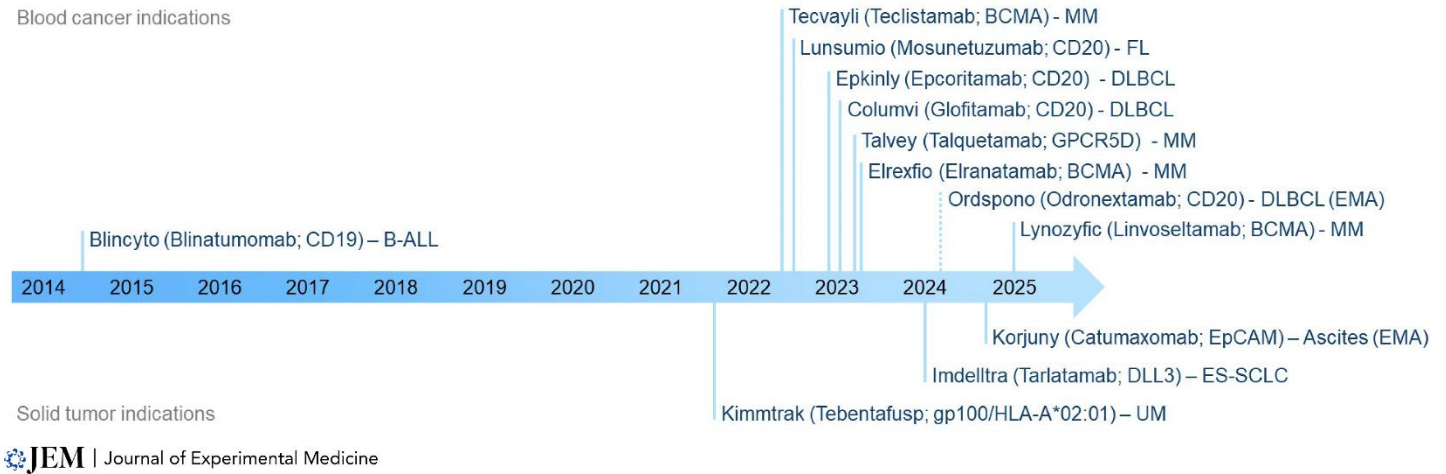 Blood cancer indications
Tecvayli (Teclistamab; BCMA) - MM
Lunsumio (Mosunetuzumab; CD20) - FL
Epkinly (Epcoritamab; CD20) - DLBCL
Columvi (Glofitamab; CD20) - DLBCL
Talvey (Talquetamab; GPCR5D) - MM
Elrexfio (Elranatamab; BCMA) - MM
Ordspono (Odronextamab; CD20) - DLBCL (EMA)
Lynozyfic (Linvoseltamab; BCMA) - MM
Blincyto (Blinatumomab; CD19) – B-ALL
2014 2015 2016 2017 2018 2019 2020 2021 2022 2023 2024 2025
Korjuny (Catumaxomab; EpCAM) – Ascites (EMA)
Imdelltra (Tarlatamab; DLL3) – ES-SCLC
Kimmtrak (Tebentafusp; gp100/HLA-A*02:01) – UM
Solid tumor indications
JEM | Journal of Experimental Medicine